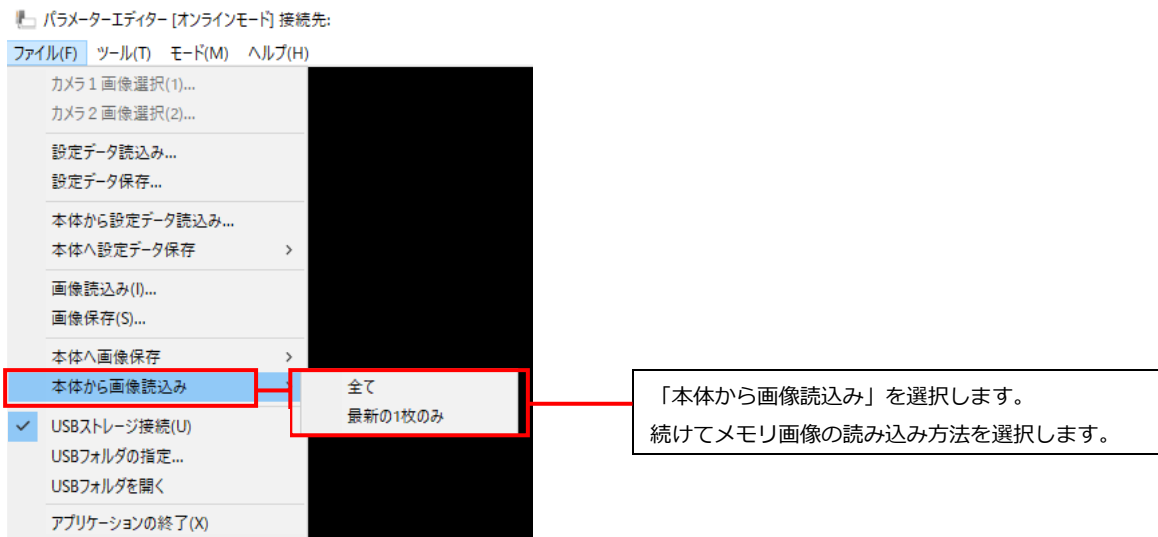 パラメーターエディター [オンラインモード] 接続先:
ファイル(F) ツール(T) モード(M) ヘルプ(H)
カメラ1画像選択(1)...
カメラ2画像選択(2)...
設定データ読込み...
設定データ保存...
本体から設定データ読込み...
本体へ設定データ保存 >
画像読込み(I)...
画像保存(S)...
本体へ画像保存 >
本体から画像読込み
全て
最新の1枚のみ
「本体から画像読込み」を選択します。
続けてメモリ画像の読み込み方法を選択します。
USBストレージ接続(U)
USBフォルダの指定...
USBフォルダを開く
アプリケーションの終了(X)